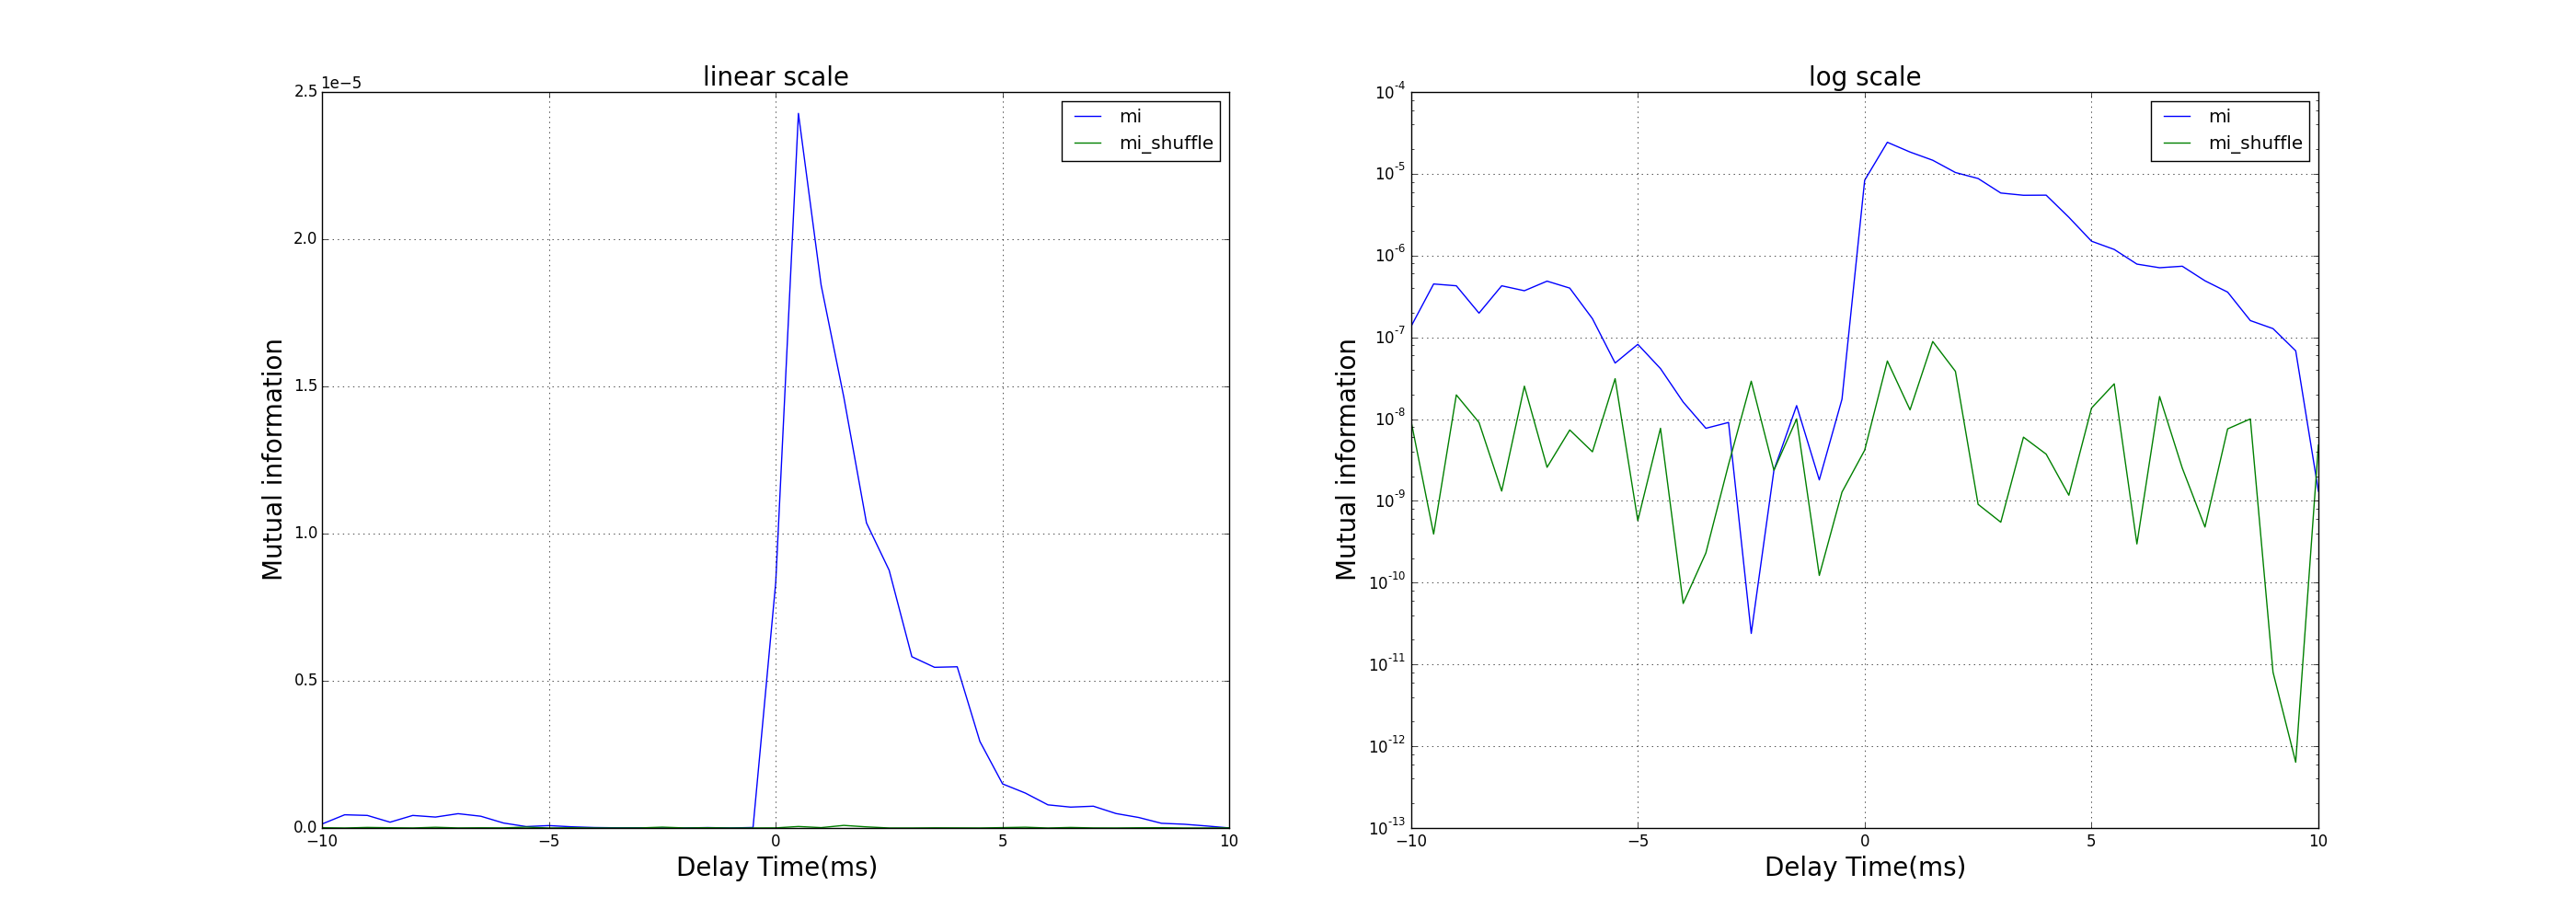 linear scale
1e−5
2.5
2.0
1.5
1.0
0.5
0.0
−10 −5 0 5 10
Mutual information
Delay Time(ms)
mi
mi_shuffle
log scale
10-4
10-5
10-6
10-7
10-8
10-9
10-10
10-11
10-12
10-13
−10 −5 0 5 10
Mutual information
Delay Time(ms)
mi
mi_shuffle